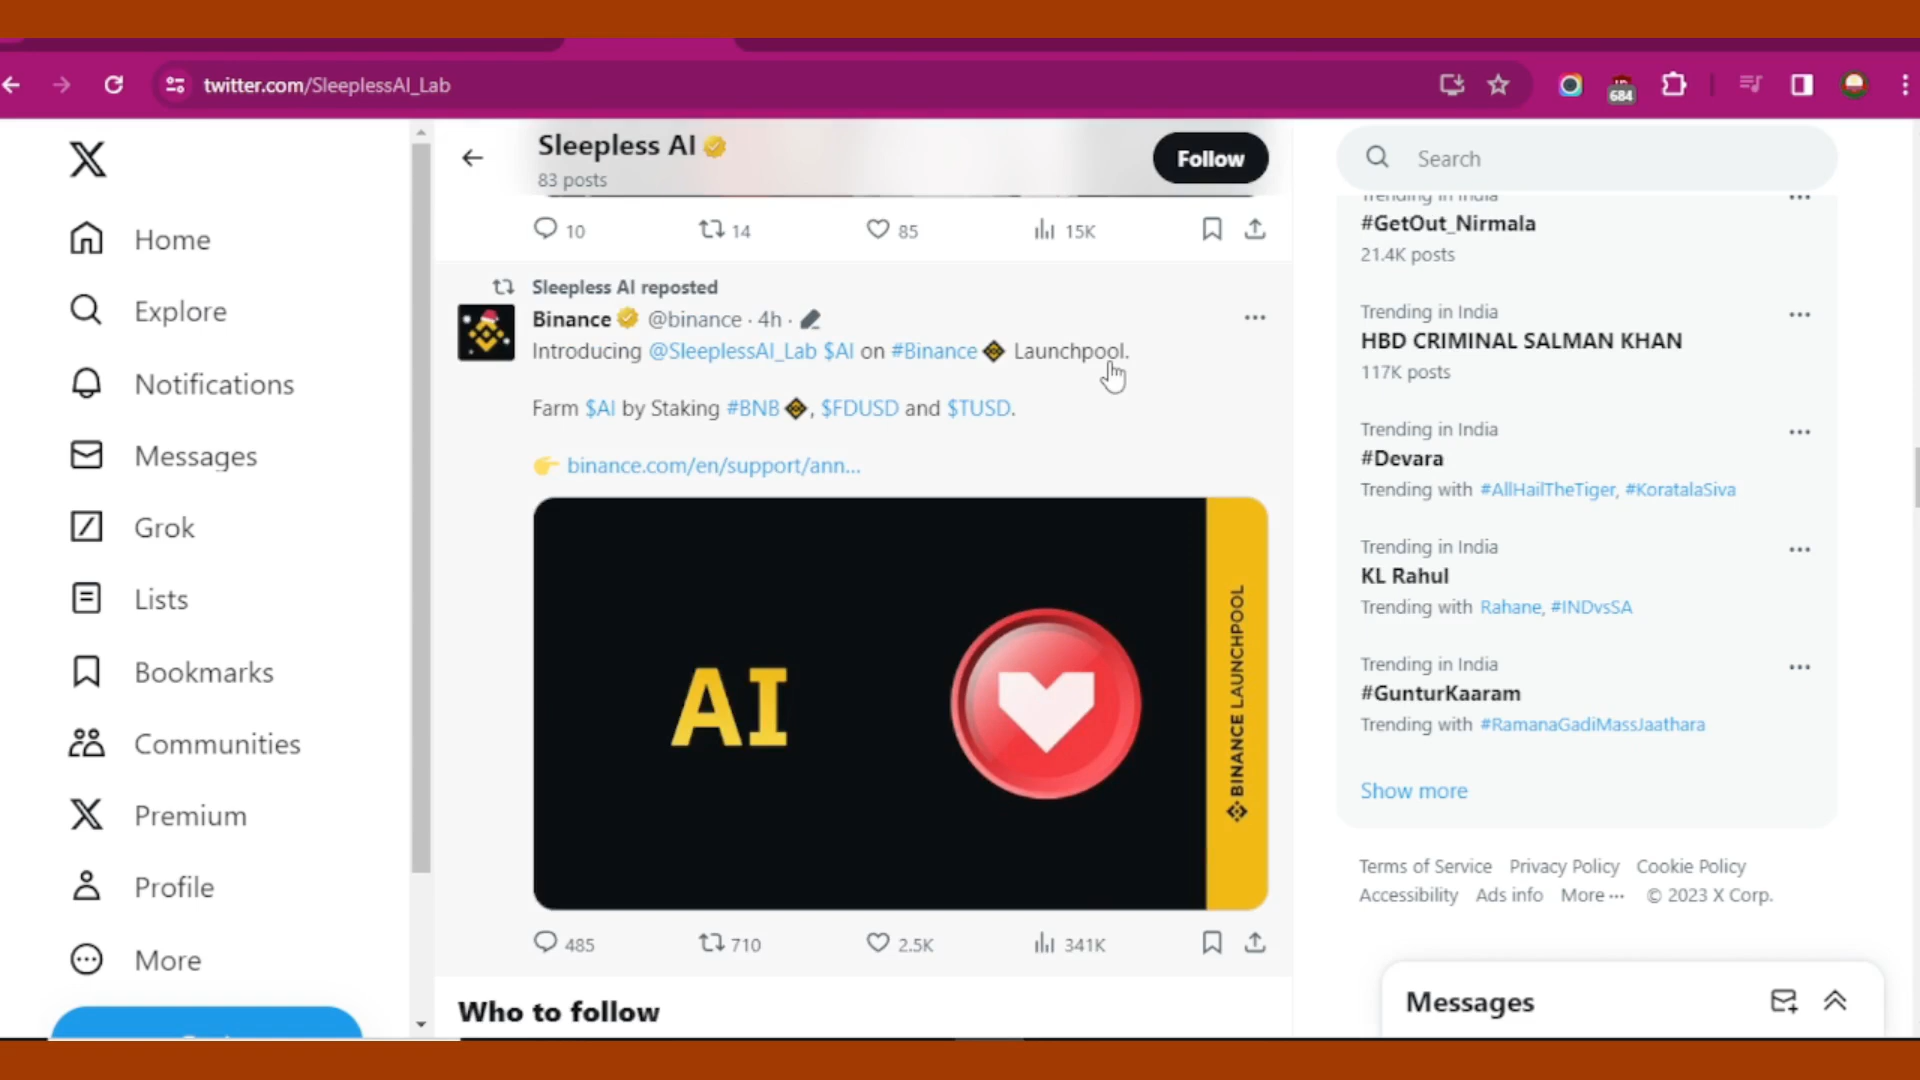 twitter.com/SleeplessAI_Lab
684
Home
Explore
Notifications
Messages
Grok
Lists
Bookmarks
Communities
Premium
Profile
More
Sleepless AI
83 posts
Follow
10 14 85 15K
Sleepless AI reposted
Binance @binance · 4h ·
Introducing @SleeplessAI_Lab $AI on #Binance Launchpool.
Farm $AI by Staking #BNB , $FDUSD and $TUSD.
👉 binance.com/en/support/ann...
AI
BINANCE LAUNCHPOOL
485 710 2.5K 341K
Who to follow
Search
Trending in India
#GetOut_Nirmala
21.4K posts
Trending in India
HBD CRIMINAL SALMAN KHAN
117K posts
Trending in India
#Devara
Trending with #AllHailTheTiger, #KoratalaSiva
Trending in India
KL Rahul
Trending with Rahane, #INDvsSA
Trending in India
#GunturKaaram
Trending with #RamanaGadiMassJaathara
Show more
Terms of Service Privacy Policy Cookie Policy
Accessibility Ads info More ··· © 2023 X Corp.
Messages